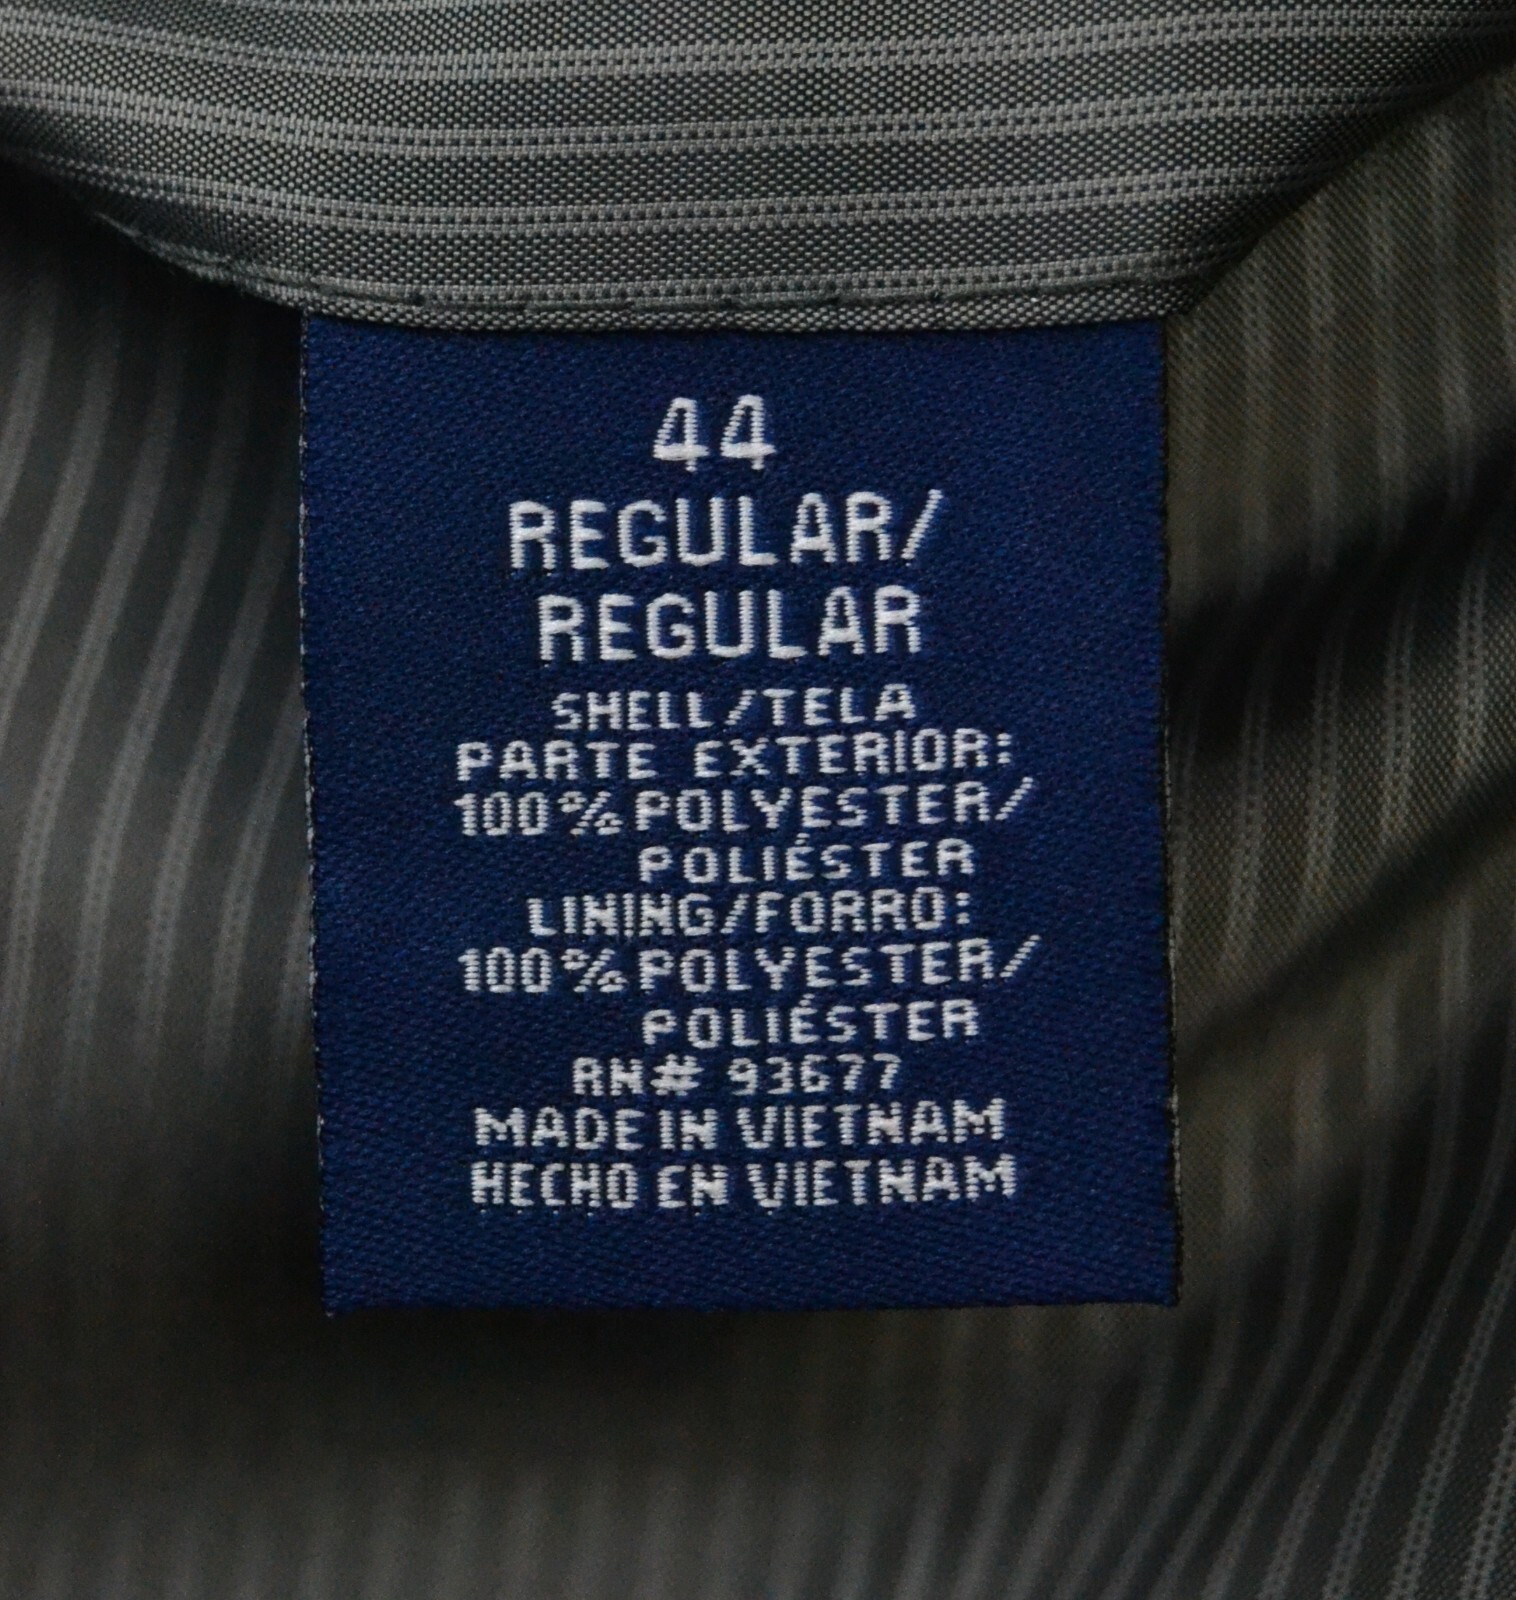 44
REGULAR/
REGULAR
SHELL/TELA
PARTE EXTERIOR:
100% POLYESTER/
POLIÉSTER
LINING/FORRO:
100% POLYESTER/
POLIÉSTER
RN# 93677
MADE IN VIETNAM
HECHO EN VIETNAM